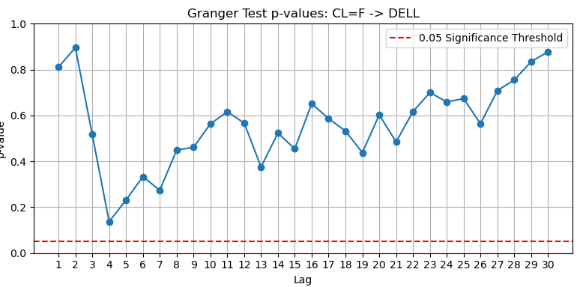 Granger Test p-values: CL=F -> DELL
0.05 Significance Threshold
1.0
0.8
0.6
0.4
0.2
0.0
p-value
1 2 3 4 5 6 7 8 9 10 11 12 13 14 15 16 17 18 19 20 21 22 23 24 25 26 27 28 29 30
Lag